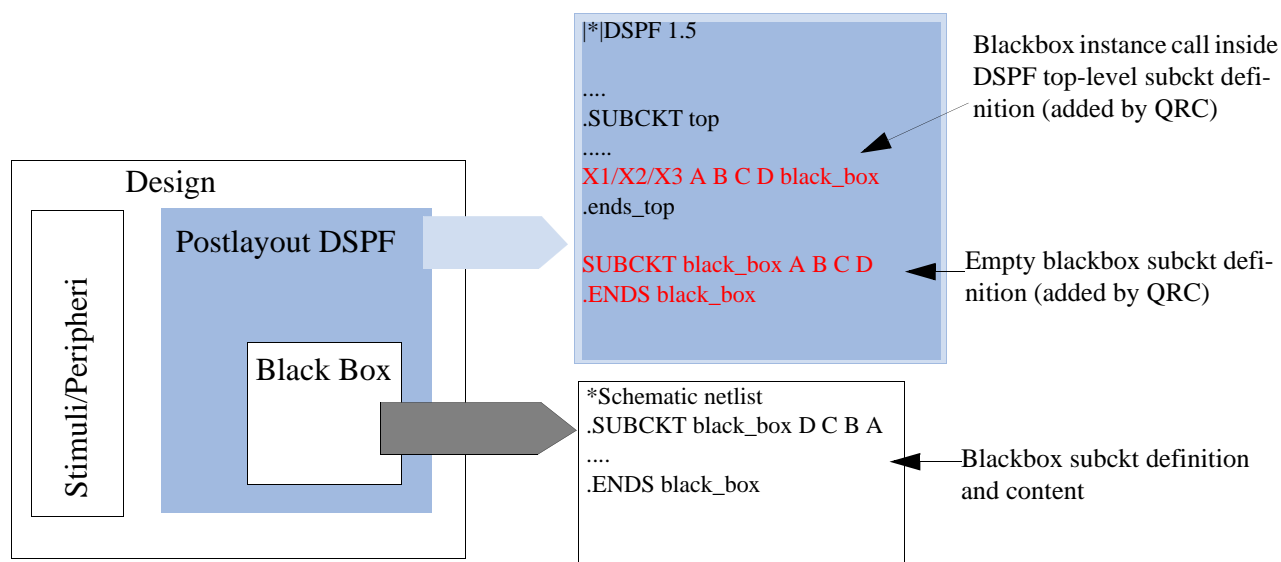 Design
Stimuli/Peripheri
Postlayout DSPF
Black Box
|*|DSPF 1.5
....
.SUBCKT top
.....
X1/X2/X3 A B C D black_box
.ends_top
SUBCKT black_box A B C D
.ENDS black_box
Blackbox instance call inside
DSPF top-level subckt defi-
nition (added by QRC)
Empty blackbox subckt defi-
nition (added by QRC)
*Schematic netlist
.SUBCKT black_box D C B A
....
.ENDS black_box
Blackbox subckt definition
and content